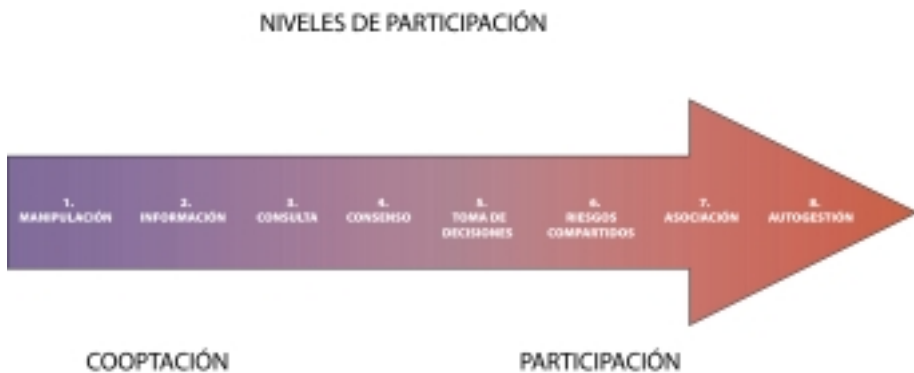 NIVELES DE PARTICIPACIÓN
1.
MANIPULACIÓN
2.
INFORMACIÓN
3.
CONSULTA
4.
CONSENSO
5.
TOMA DE
DECISIONES
6.
RIESGOS
COMPARTIDOS
7.
ASOCIACIÓN
8.
AUTOGESTIÓN
COOPTACIÓN
PARTICIPACIÓN